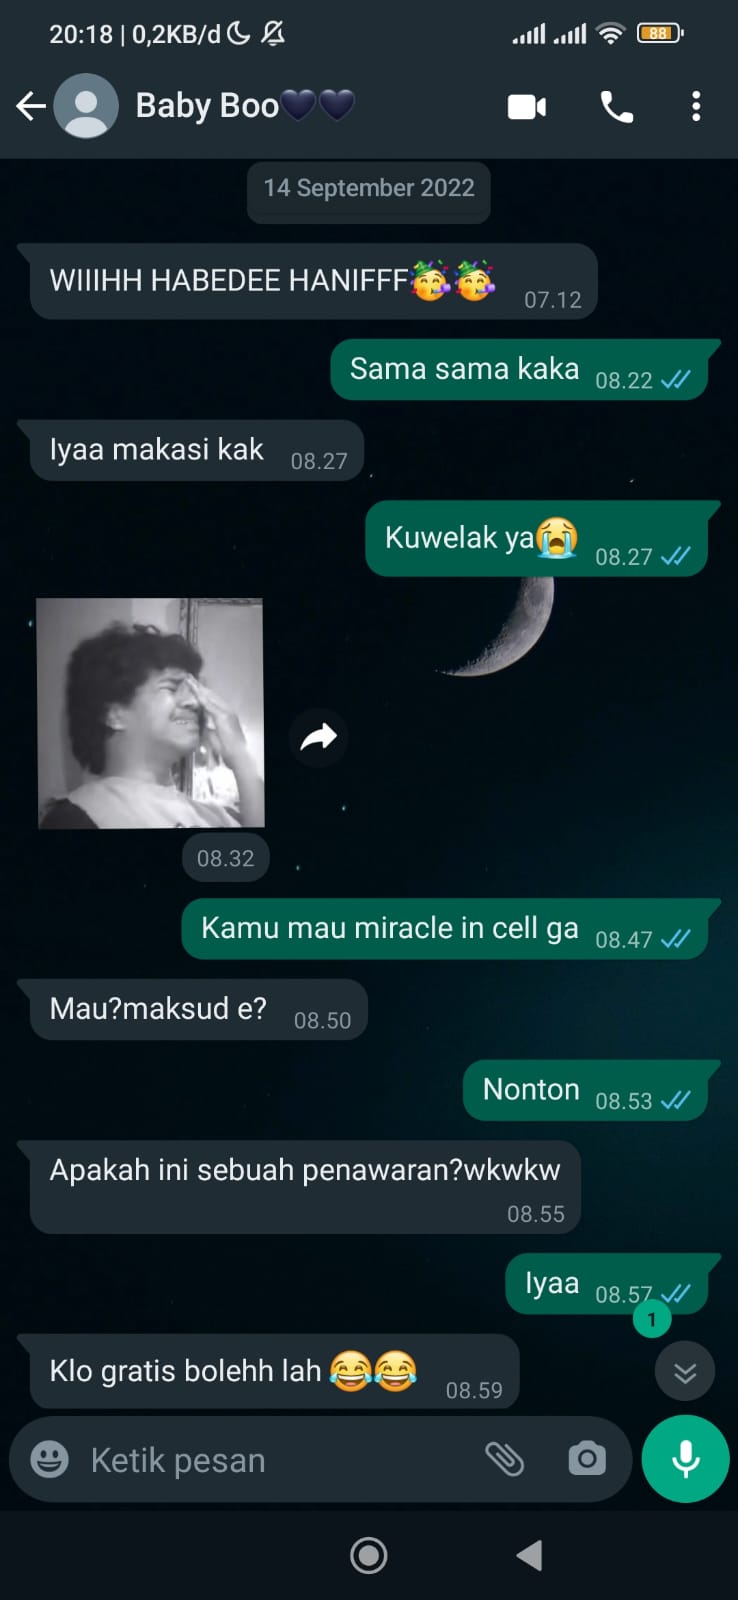 20:18 | 0,2KB/d
88
Baby Boo🖤🖤
14 September 2022
WIIIHH HABEDEE HANIFFF🥳🥳
07.12
Sama sama kaka 08.22
Iyaa makasi kak 08.27
Kuwelak ya😭 08.27
08.32
Kamu mau miracle in cell ga 08.47
Mau?maksud e? 08.50
Nonton 08.53
Apakah ini sebuah penawaran?wkwkw
08.55
Iyaa 08.57
1
Klo gratis bolehh lah 😂😂 08.59
Ketik pesan